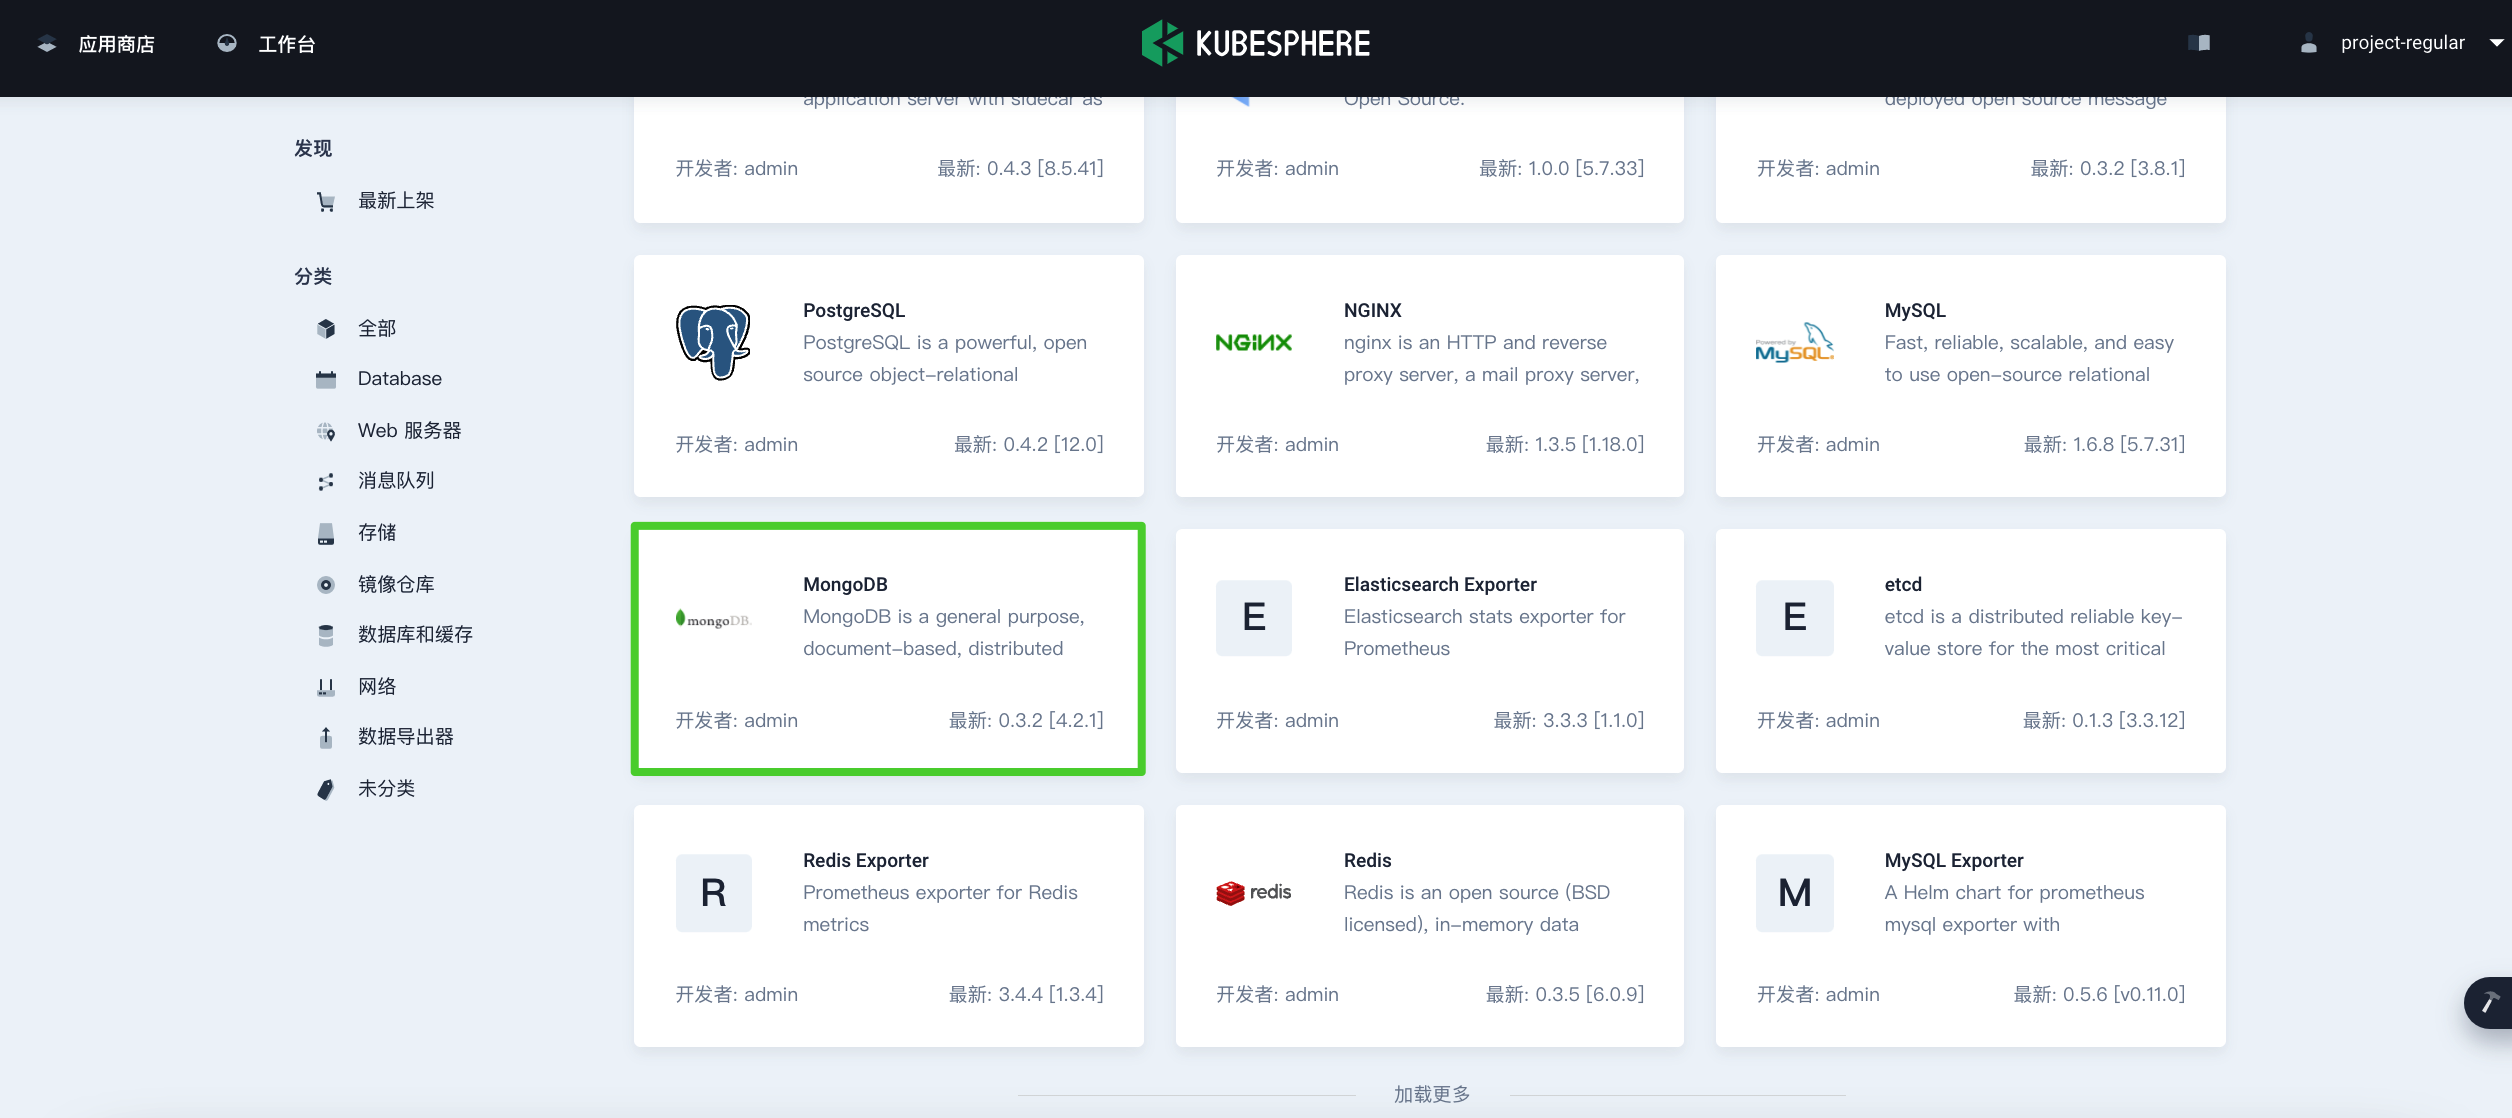 应用商店
工作台
KUBESPHERE
project-regular
发现
最新上架
分类
全部
Database
Web 服务器
消息队列
存储
镜像仓库
数据库和缓存
网络
数据导出器
未分类
application server with sidecar as
开发者: admin
最新: 0.4.3 [8.5.41]
Open Source.
开发者: admin
最新: 1.0.0 [5.7.33]
deployed open source message
开发者: admin
最新: 0.3.2 [3.8.1]
PostgreSQL
PostgreSQL is a powerful, open
source object-relational
开发者: admin
最新: 0.4.2 [12.0]
NGINX
NGINX
nginx is an HTTP and reverse
proxy server, a mail proxy server,
开发者: admin
最新: 1.3.5 [1.18.0]
Powered by
MySQL
MySQL
Fast, reliable, scalable, and easy
to use open-source relational
开发者: admin
最新: 1.6.8 [5.7.31]
mongoDB
MongoDB
MongoDB is a general purpose,
document-based, distributed
开发者: admin
最新: 0.3.2 [4.2.1]
E
Elasticsearch Exporter
Elasticsearch stats exporter for
Prometheus
开发者: admin
最新: 3.3.3 [1.1.0]
E
etcd
etcd is a distributed reliable key-
value store for the most critical
开发者: admin
最新: 0.1.3 [3.3.12]
R
Redis Exporter
Prometheus exporter for Redis
metrics
开发者: admin
最新: 3.4.4 [1.3.4]
redis
Redis
Redis is an open source (BSD
licensed), in-memory data
开发者: admin
最新: 0.3.5 [6.0.9]
M
MySQL Exporter
A Helm chart for prometheus
mysql exporter with
开发者: admin
最新: 0.5.6 [v0.11.0]
加载更多